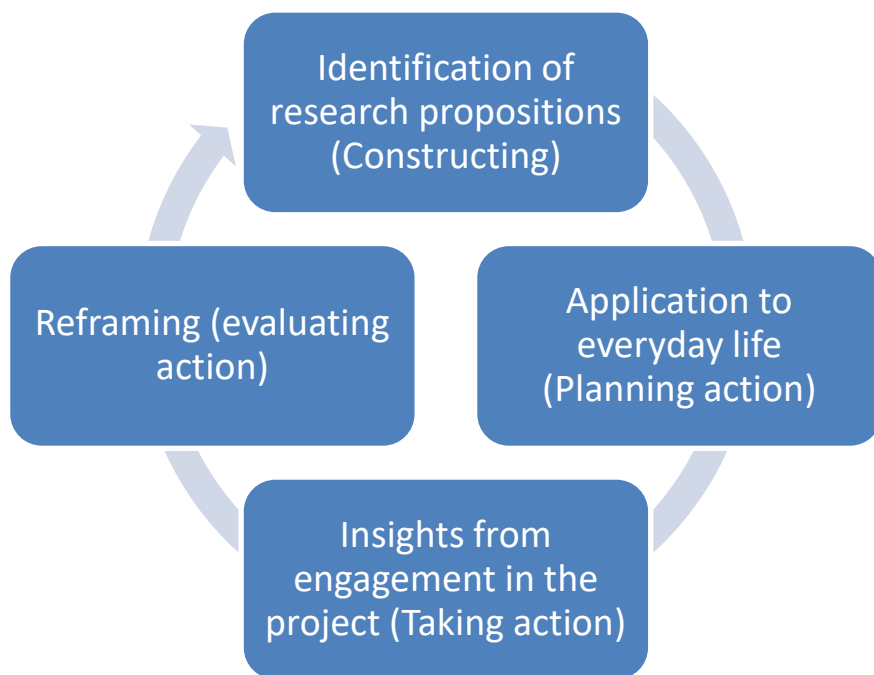 Identification of
research propositions
(Constructing)
Application to
everyday life
(Planning action)
Insights from
engagement in the
project (Taking action)
Reframing (evaluating
action)